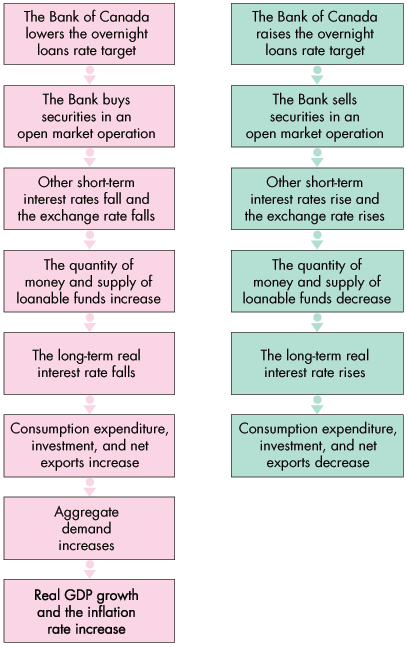 The Bank of Canada
lowers the overnight
loans rate target
The Bank buys
securities in an
open market operation
Other short-term
interest rates fall and
the exchange rate falls
The quantity of
money and supply of
loanable funds increase
The long-term real
interest rate falls
Consumption expenditure,
investment, and net
exports increase
Aggregate
demand
increases
Real GDP growth
and the inflation
rate increase
The Bank of Canada
raises the overnight
loans rate target
The Bank sells
securities in an
open market operation
Other short-term
interest rates rise and
the exchange rate rises
The quantity of
money and supply of
loanable funds decrease
The long-term real
interest rate rises
Consumption expenditure,
investment, and net
exports decrease